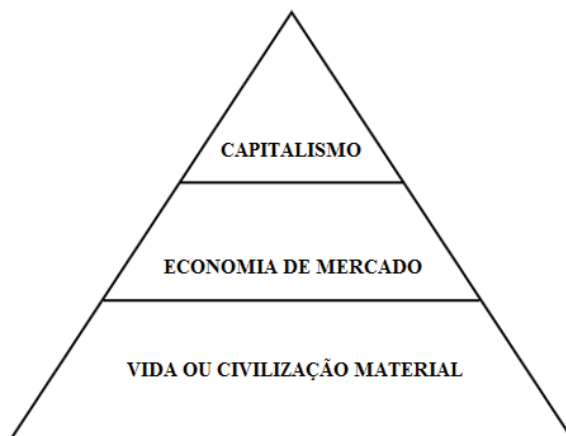 CAPITALISMO
ECONOMIA DE MERCADO
VIDA OU CIVILIZAÇÃO MATERIAL